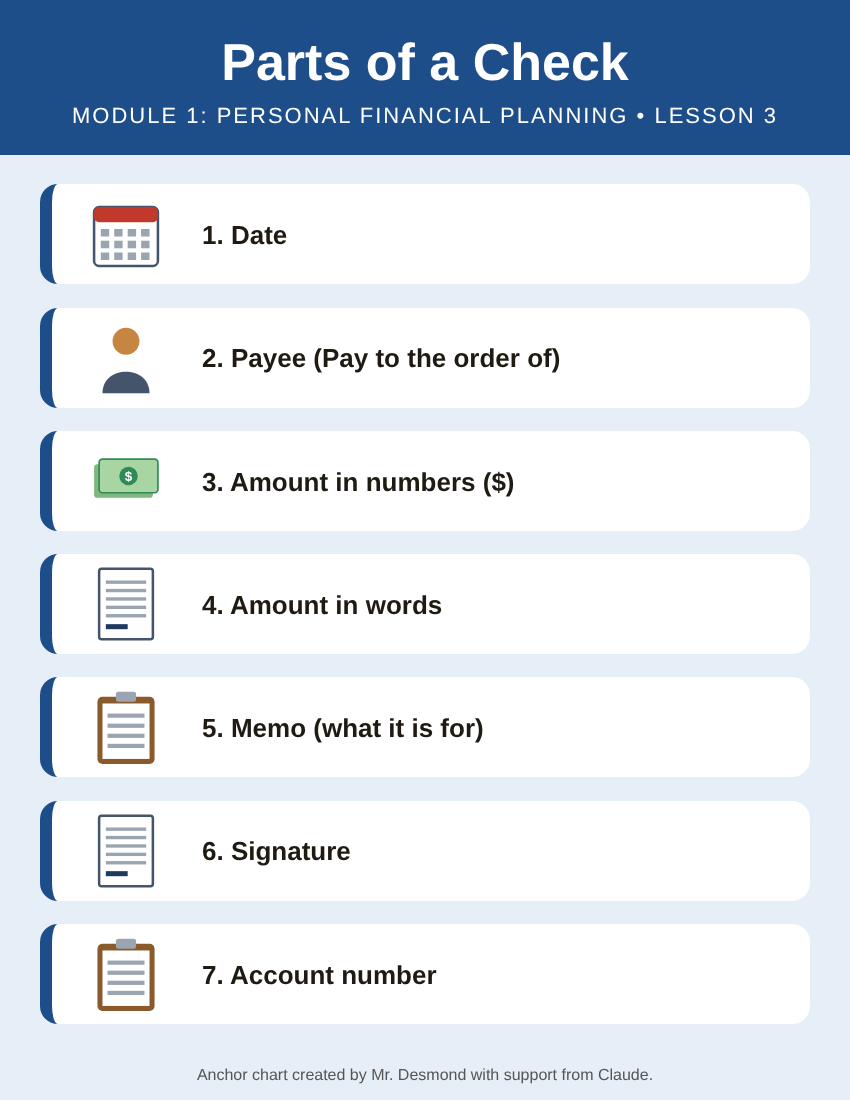 Parts of a Check
MODULE 1: PERSONAL FINANCIAL PLANNING • LESSON 3
1. Date
2. Payee (Pay to the order of)
$
3. Amount in numbers ($)
4. Amount in words
5. Memo (what it is for)
6. Signature
7. Account number
Anchor chart created by Mr. Desmond with support from Claude.